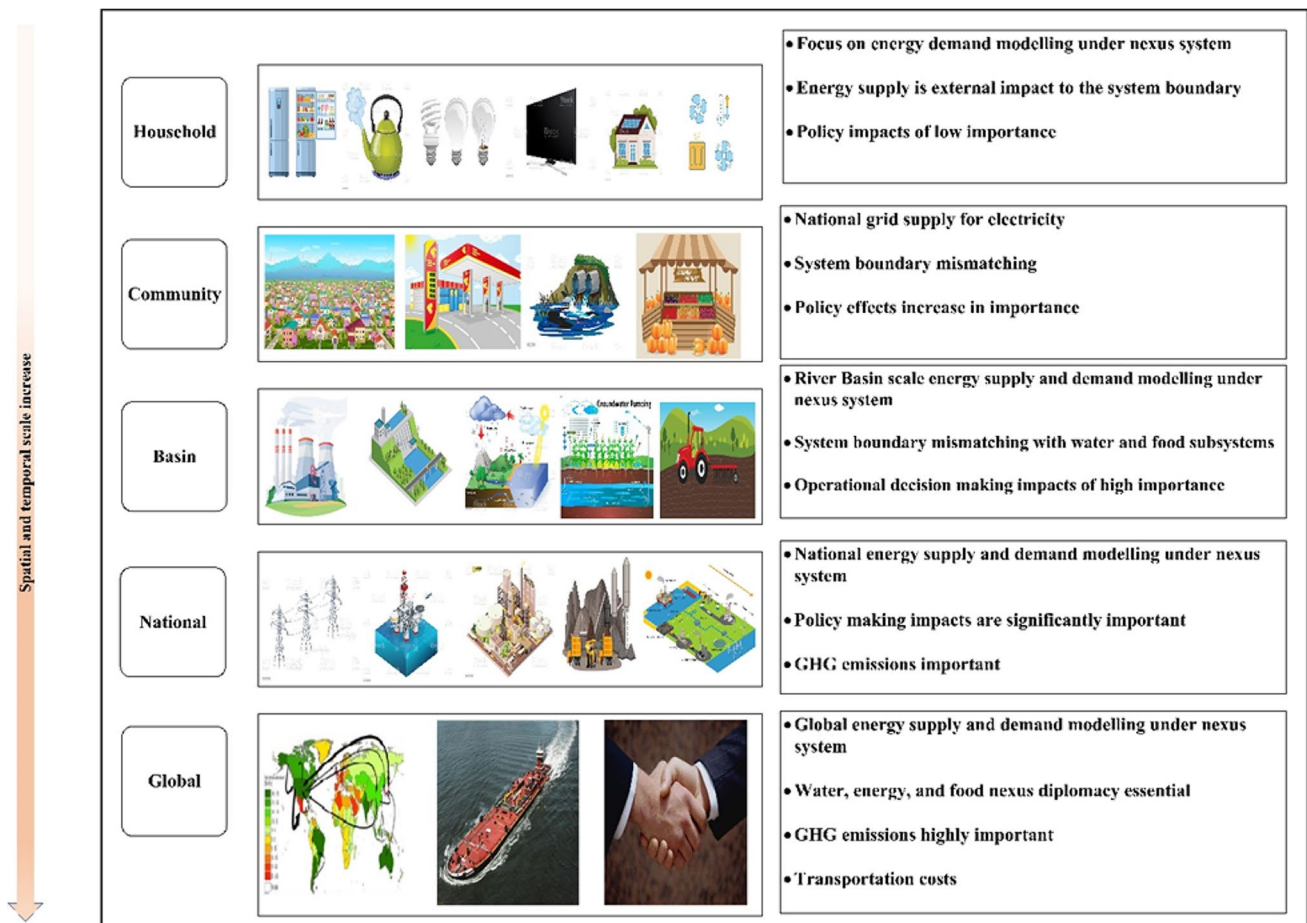 Spatial and temporal scale increase
Household
• Focus on energy demand modelling under nexus system
• Energy supply is external impact to the system boundary
• Policy impacts of low importance
Community
• National grid supply for electricity
• System boundary mismatching
• Policy effects increase in importance
Basin
Groundwater Pumping
• River Basin scale energy supply and demand modelling under
nexus system
• System boundary mismatching with water and food subsystems
• Operational decision making impacts of high importance
National
• National energy supply and demand modelling under nexus
system
• Policy making impacts are significantly important
• GHG emissions important
Global
• Global energy supply and demand modelling under nexus
system
• Water, energy, and food nexus diplomacy essential
• GHG emissions highly important
• Transportation costs